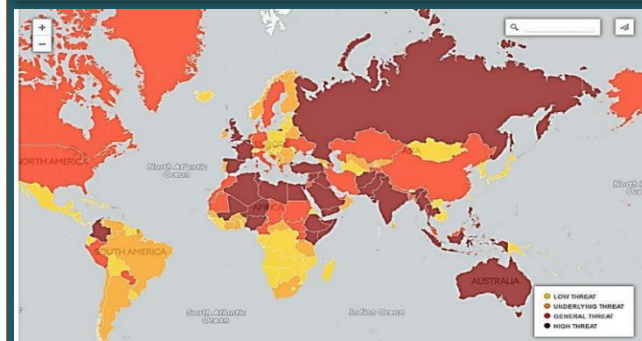 +
−
NORTH AMERICA
North Atlantic
Ocean
AFRICA
SOUTH AMERICA
AUSTRALIA
South Atlantic
Ocean
Indian Ocean
LOW THREAT
UNDERLYING THREAT
GENERAL THREAT
HIGH THREAT